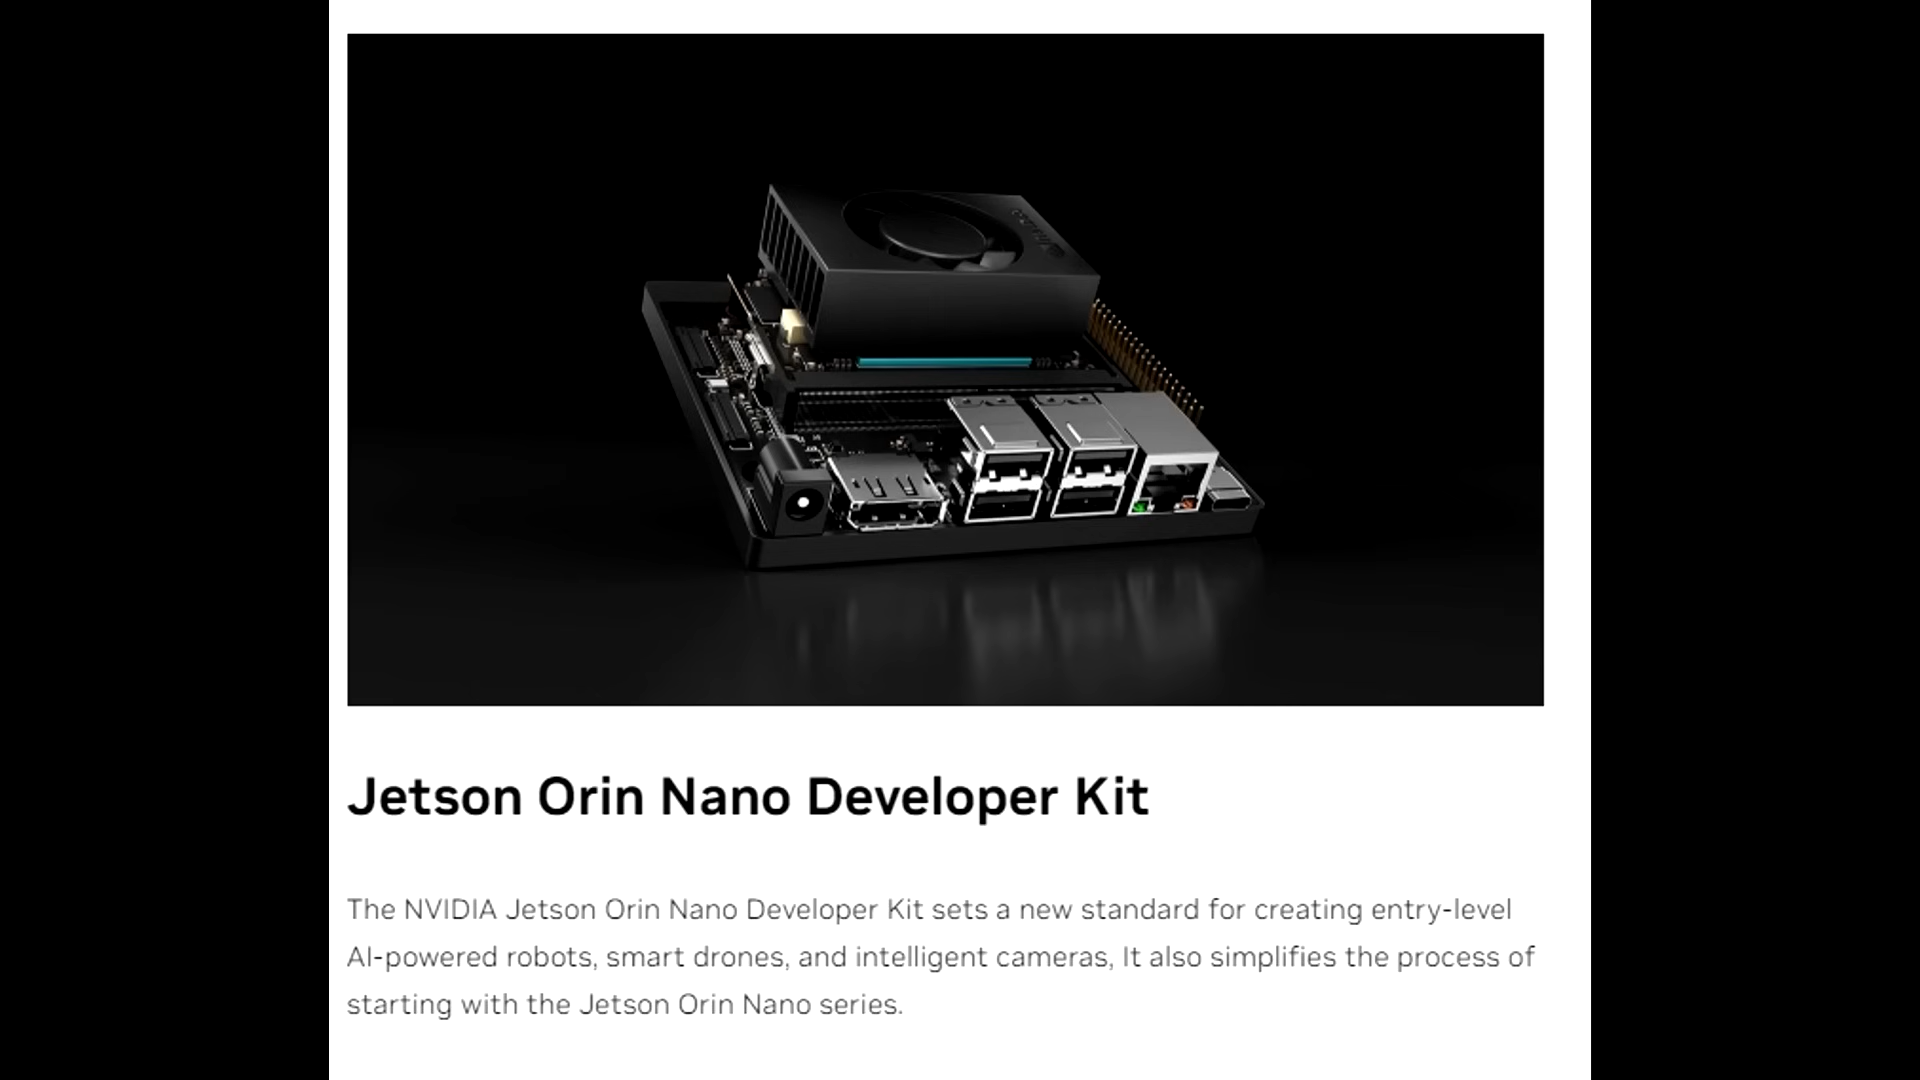 Jetson Orin Nano Developer Kit
The NVIDIA Jetson Orin Nano Developer Kit sets a new standard for creating entry-level
AI-powered robots, smart drones, and intelligent cameras, It also simplifies the process of
starting with the Jetson Orin Nano series.